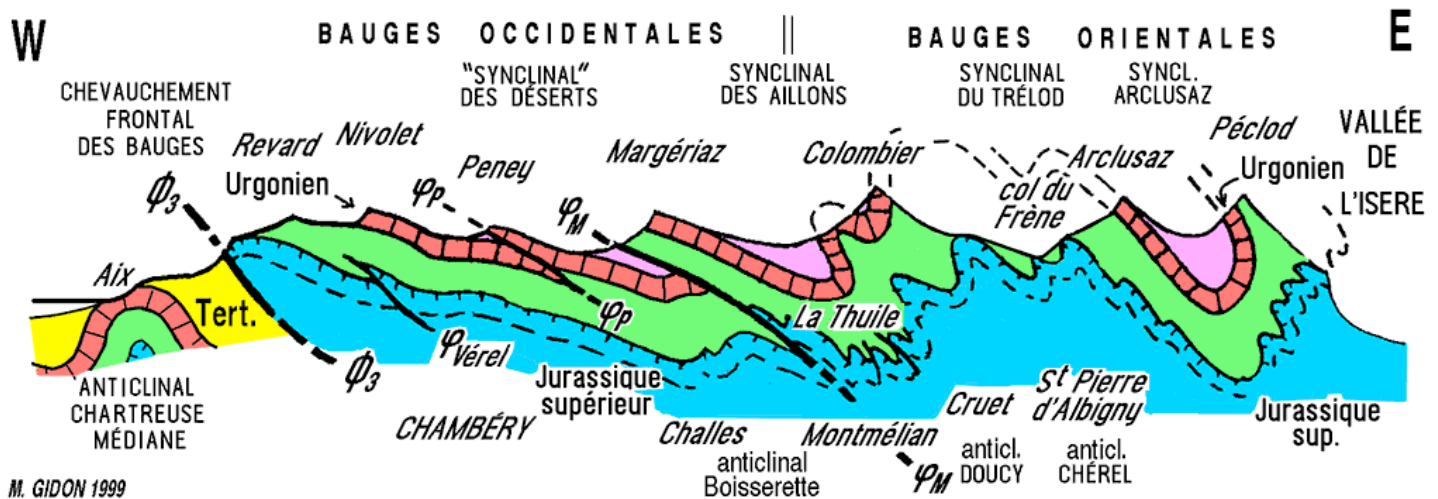 W
BAUGES OCCIDENTALES || BAUGES ORIENTALES
E
CHEVAUCHEMENT
FRONTAL
DES BAUGES
"SYNCLINAL"
DES DÉSERTS
SYNCLINAL
DES AILLONS
SYNCLINAL
DU TRÉLOD
SYNCL.
ARCLUSAZ
VALLÉE
DE
L'ISERE
Revard
Nivolet
Urgonien
Peney
Margériaz
Colombier
col du
Frêne
Arclusaz
Péclod
Urgonien
ϕ3
φP
φM
Aix
Tert.
La Thuile
φP
φVérel
ϕ3
Jurassique
supérieur
ANTICLINAL
CHARTREUSE
MÉDIANE
CHAMBÉRY
Challes
anticlinal
Boisserette
Montmélian
φM
Cruet
anticl.
DOUCY
St Pierre
d'Albigny
anticl.
CHÉREL
Jurassique
sup.
M. GIDON 1999